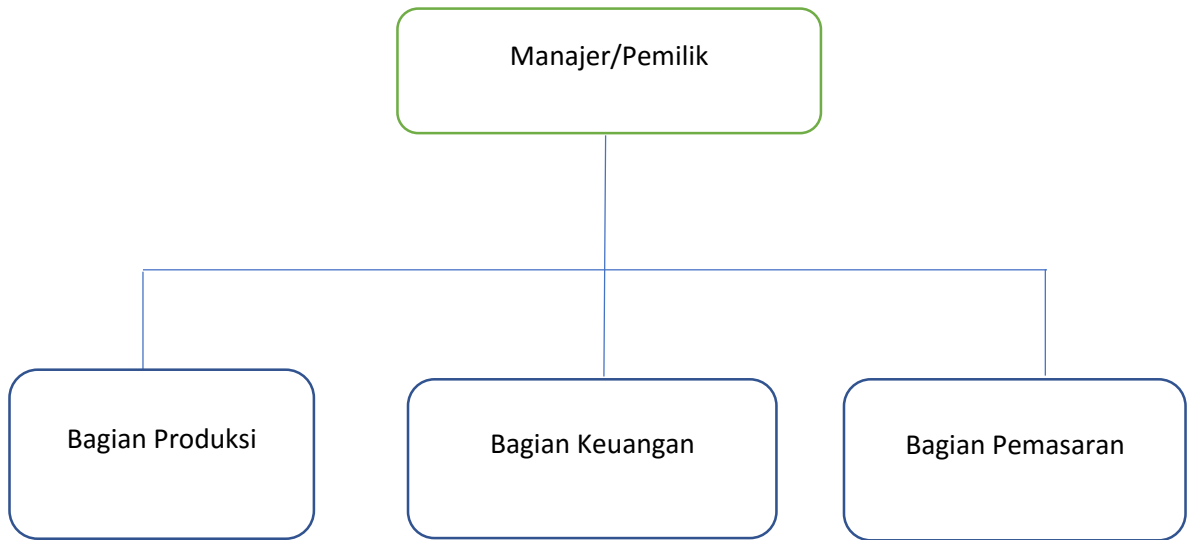 Manajer/Pemilik
Bagian Produksi
Bagian Keuangan
Bagian Pemasaran